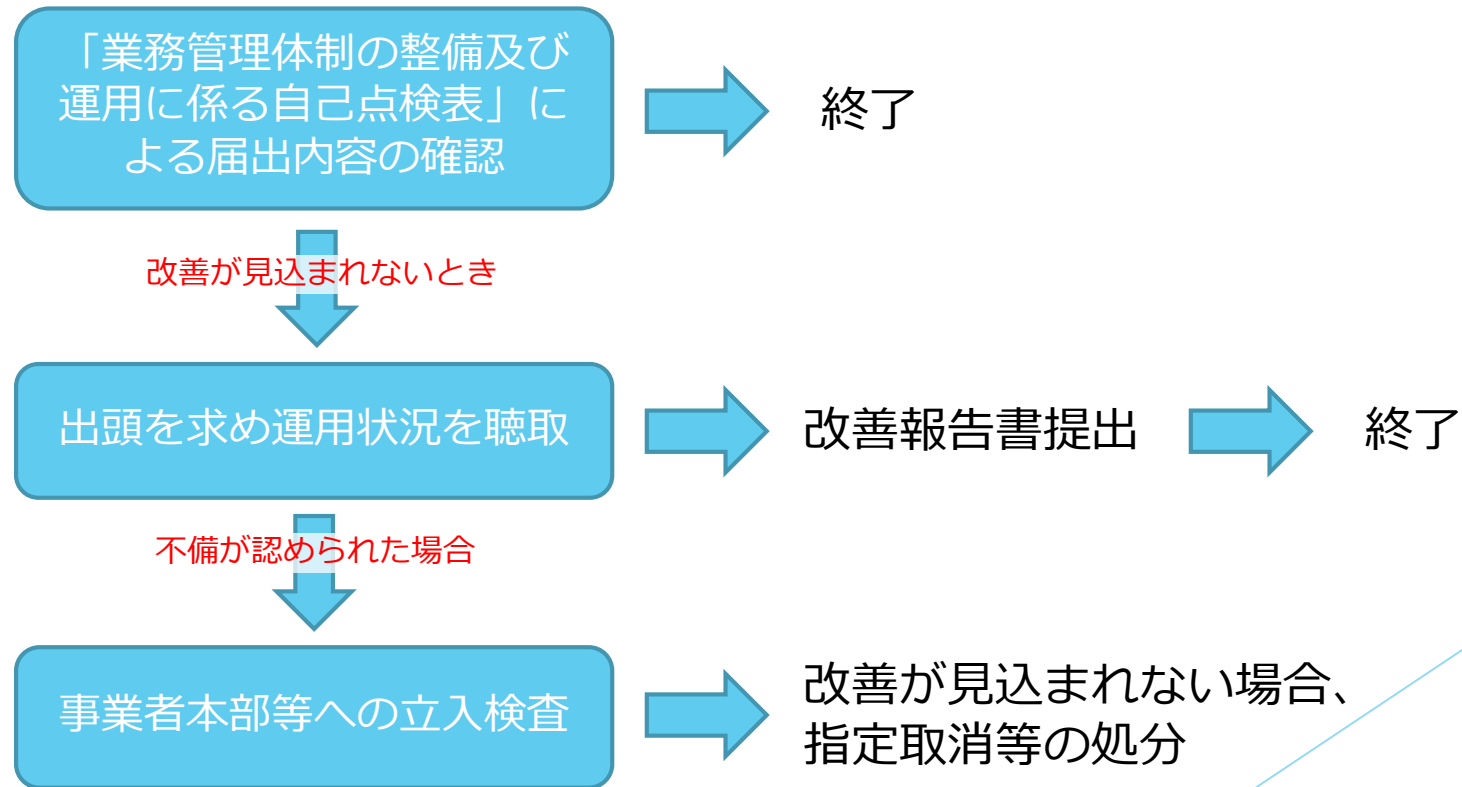 「業務管理体制の整備及び
運用に係る自己点検表」に
よる届出内容の確認
終了
改善が見込まれないとき
出頭を求め運用状況を聴取
改善報告書提出
終了
不備が認められた場合
事業者本部等への立入検査
改善が見込まれない場合、
指定取消等の処分